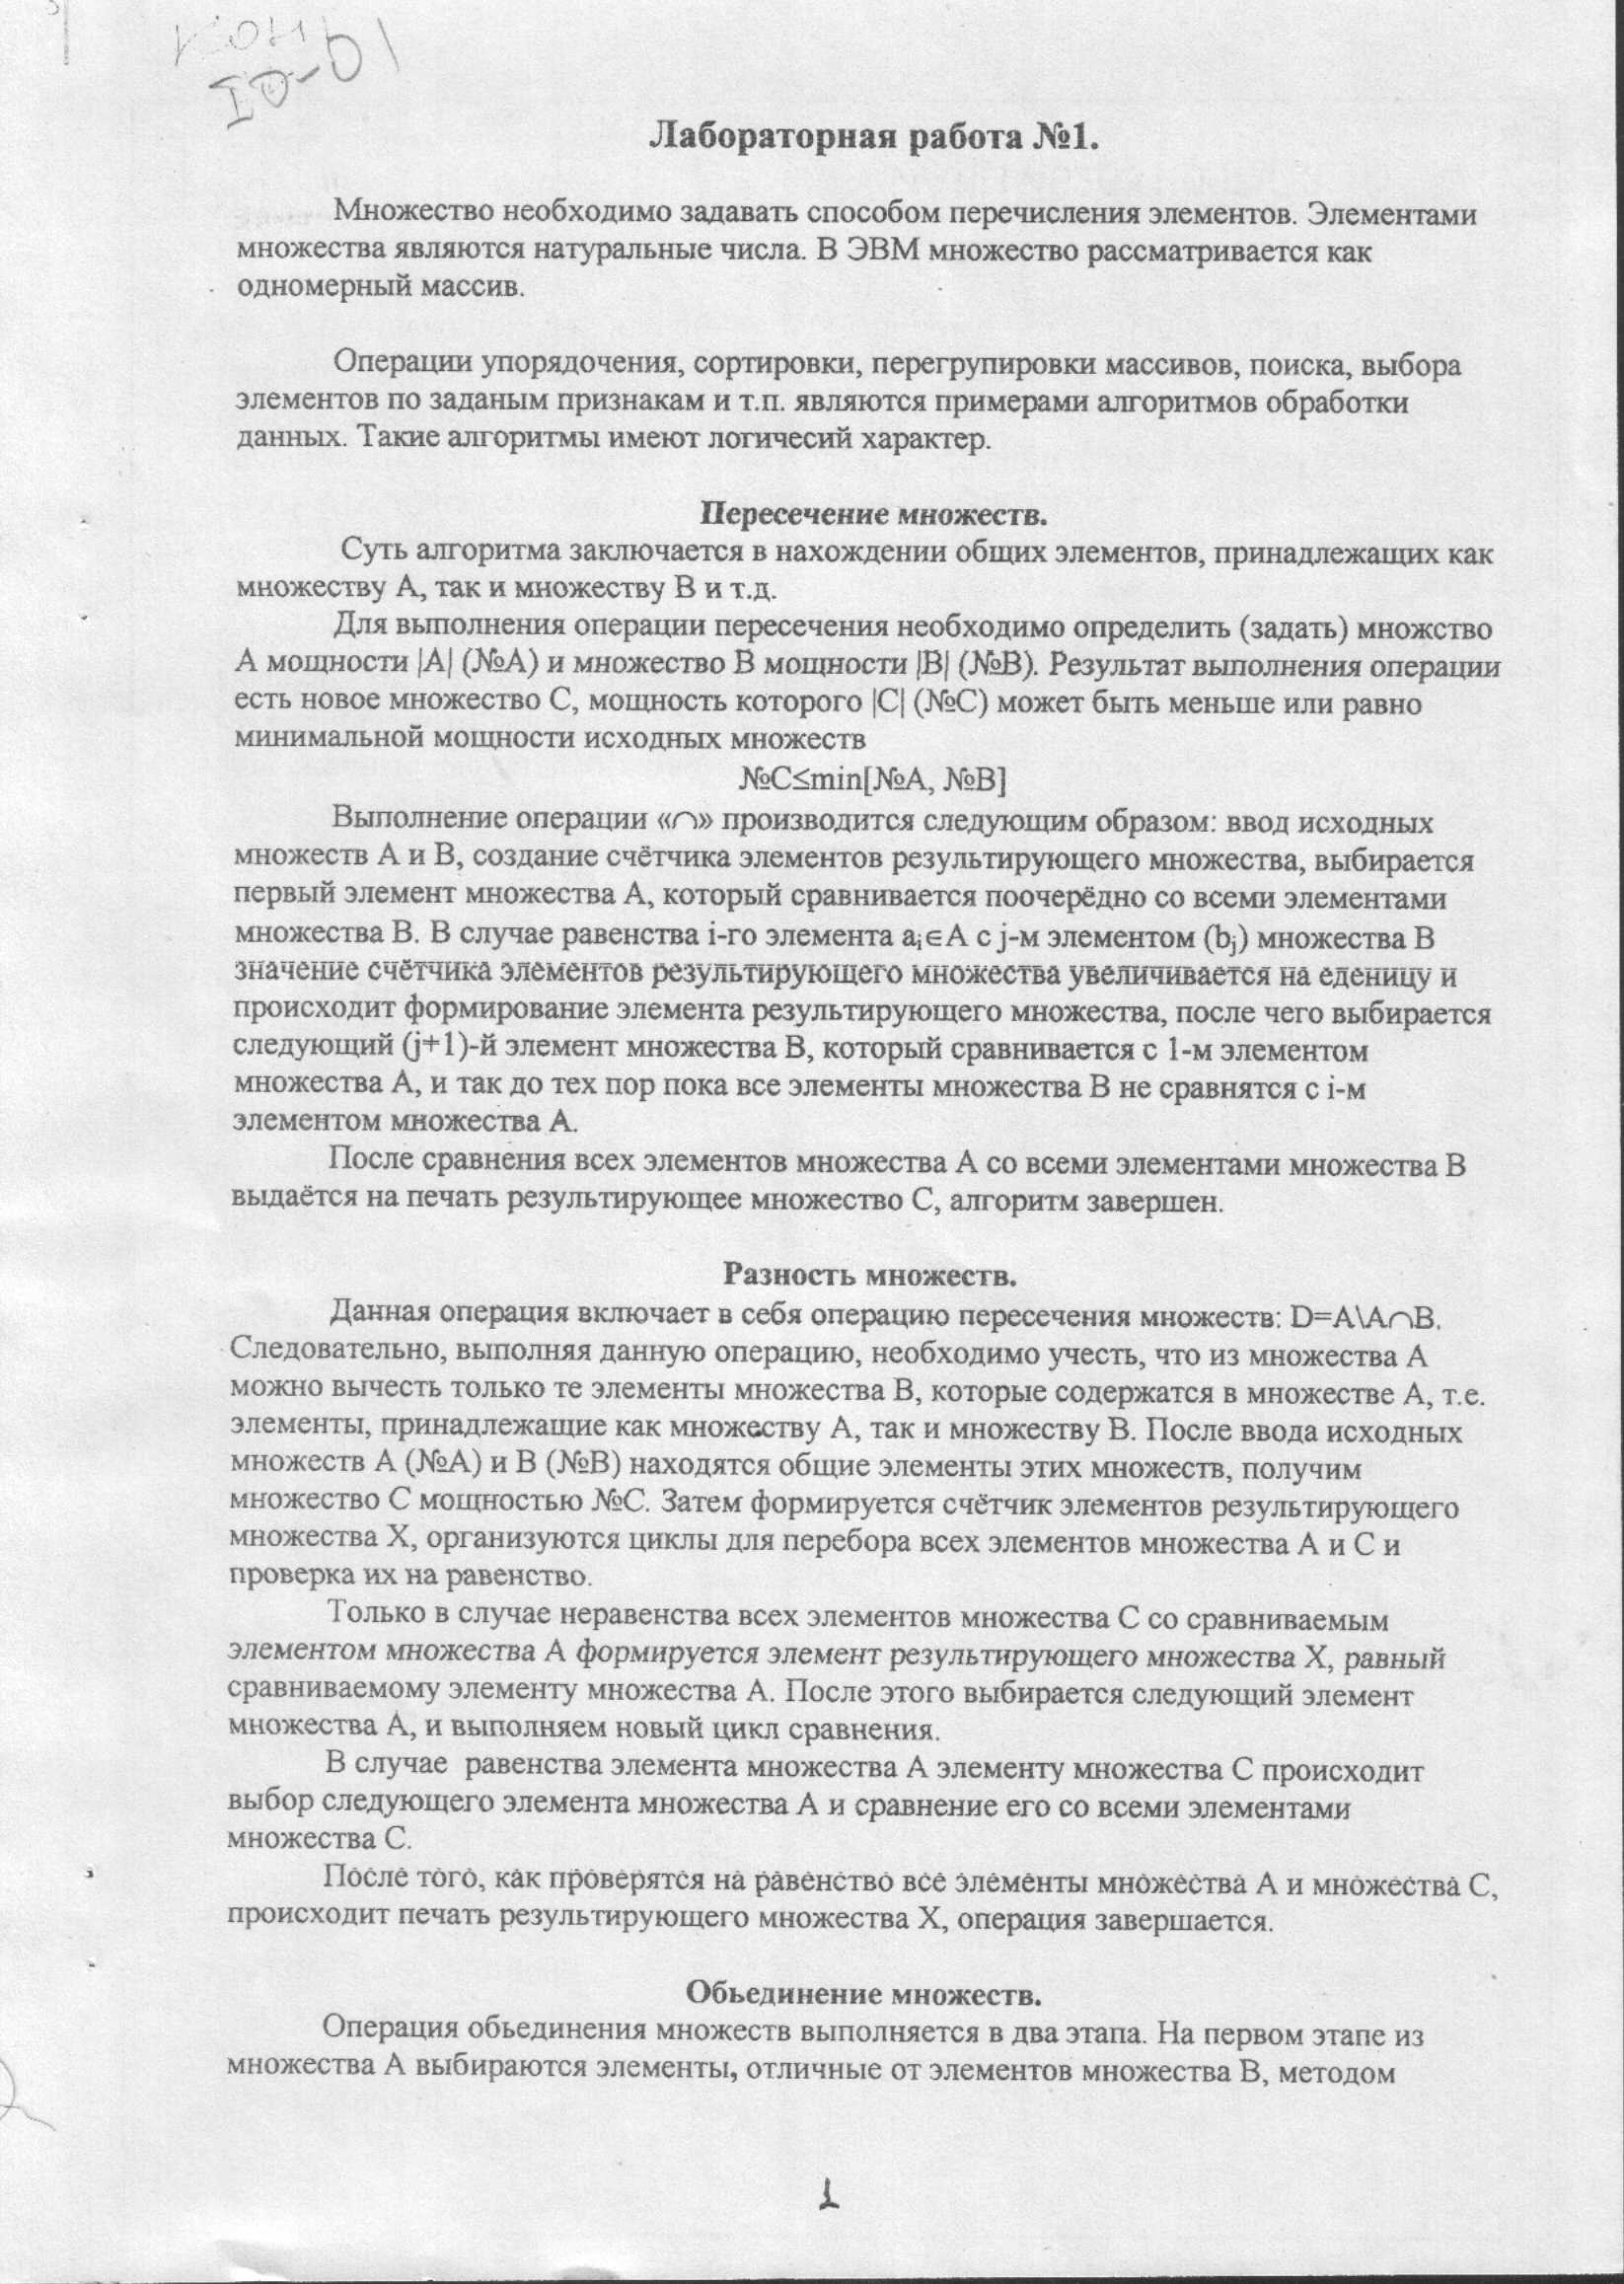 Лабораторная работа №1.
Множество необходимо задавать способом перечисления элементов. Элементами
множества являются натуральные числа. В ЭВМ множество рассматривается как
одномерный массив.
Операции упорядочения, сортировки, перегрупировки массивов, поиска, выбора
элементов по заданым признакам и т.п. являются примерами алгоритмов обработки
данных. Такие алгоритмы имеют логичесий характер.
Пересечение множеств.
Суть алгоритма заключается в нахождении общих элементов, принадлежащих как
множеству А, так и множеству В и т.д.
Для выполнения операции пересечения необходимо определить (задать) множство
А мощности |А| (№А) и множество В мощности |В| (№В). Результат выполнения операции
есть новое множество С, мощность которого |С| (№С) может быть меньше или равно
минимальной мощности исходных множеств
№С≤min[№А, №В]
Выполнение операции «∩» производится следующим образом: ввод исходных
множеств А и В, создание счётчика элементов результирующего множества, выбирается
первый элемент множества А, который сравнивается поочерёдно со всеми элементами
множества В. В случае равенства i-го элемента aᵢ∈A с j-м элементом (bⱼ) множества В
значение счётчика элементов результирующего множества увеличивается на еденицу и
происходит формирование элемента результирующего множества, после чего выбирается
следующий (j+1)-й элемент множества В, который сравнивается с 1-м элементом
множества А, и так до тех пор пока все элементы множества В не сравнятся с i-м
элементом множества А.
После сравнения всех элементов множества А со всеми элементами множества В
выдаётся на печать результирующее множество С, алгоритм завершен.
Разность множеств.
Данная операция включает в себя операцию пересечения множеств: D=A\A∩B.
Следовательно, выполняя данную операцию, необходимо учесть, что из множества А
можно вычесть только те элементы множества В, которые содержатся в множестве А, т.е.
элементы, принадлежащие как множеству А, так и множеству В. После ввода исходных
множеств А (№А) и В (№В) находятся общие элементы этих множеств, получим
множество С мощностью №С. Затем формируется счётчик элементов результирующего
множества Х, организуются циклы для перебора всех элементов множества А и С и
проверка их на равенство.
Только в случае неравенства всех элементов множества С со сравниваемым
элементом множества А формируется элемент результирующего множества Х, равный
сравниваемому элементу множества А. После этого выбирается следующий элемент
множества А, и выполняем новый цикл сравнения.
В случае равенства элемента множества А элементу множества С происходит
выбор следующего элемента множества А и сравнение его со всеми элементами
множества С.
После того, как проверятся на равенство все элементы множества А и множества С,
происходит печать результирующего множества Х, операция завершается.
Обьединение множеств.
Операция обьединения множеств выполняется в два этапа. На первом этапе из
множества А выбираются элементы, отличные от элементов множества В, методом
1